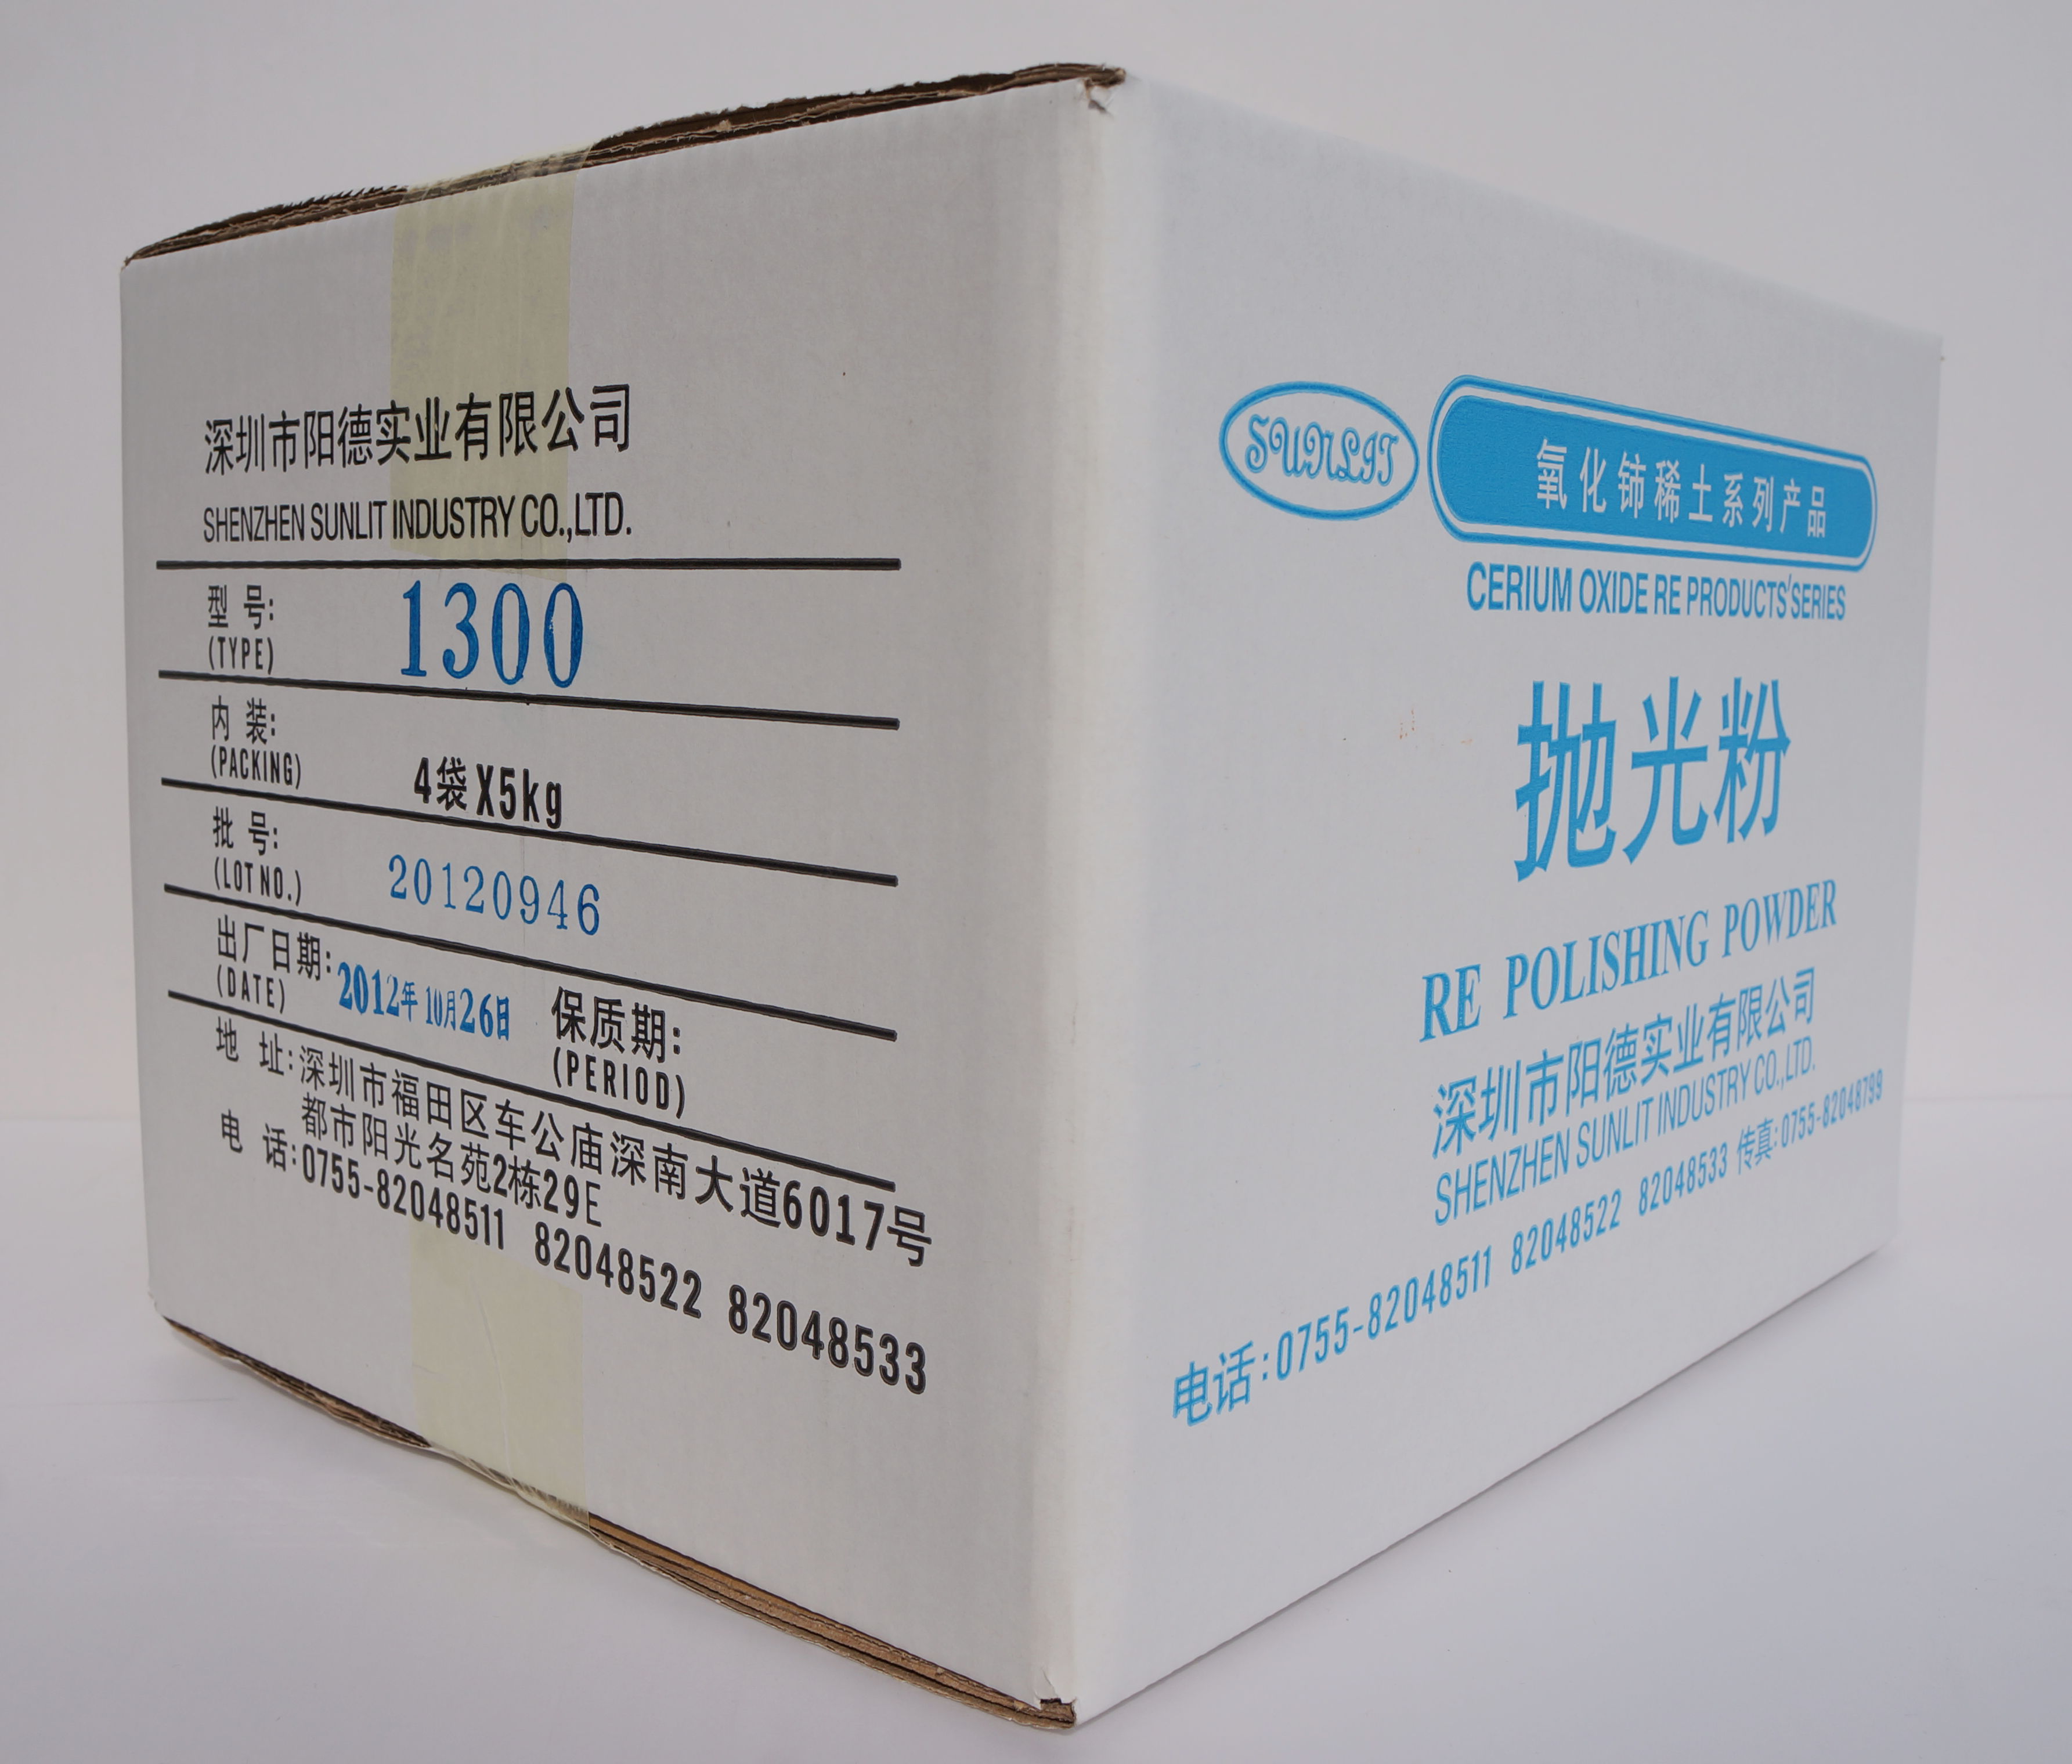 深圳市阳德实业有限公司
SHENZHEN SUNLIT INDUSTRY CO.,LTD.
型 号: 1300
(TYPE)
内 装:
(PACKING) 4袋X5kg
批 号: 20120946
(LOT NO.)
出厂日期: 2012年10月26日 保质期:
(DATE) (PERIOD)
地 址:深圳市福田区车公庙深南大道6017号
都市阳光名苑2栋29E
电 话:0755-82048511 82048522 82048533
SUNLIT
氧化铈稀土系列产品
CERIUM OXIDE RE PRODUCTS'SERIES
抛光粉
RE POLISHING POWDER
深圳市阳德实业有限公司
SHENZHEN SUNLIT INDUSTRY CO.,LTD.
电话:0755-82048511 82048522 82048533 传真:0755-82048799